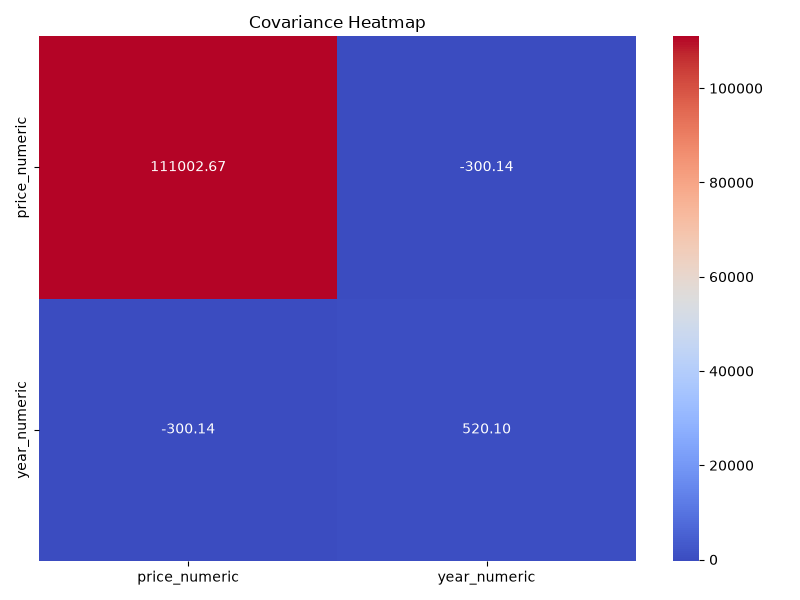 Covariance Heatmap
price_numeric
111002.67
-300.14
year_numeric
-300.14
520.10
price_numeric
year_numeric
100000
80000
60000
40000
20000
0